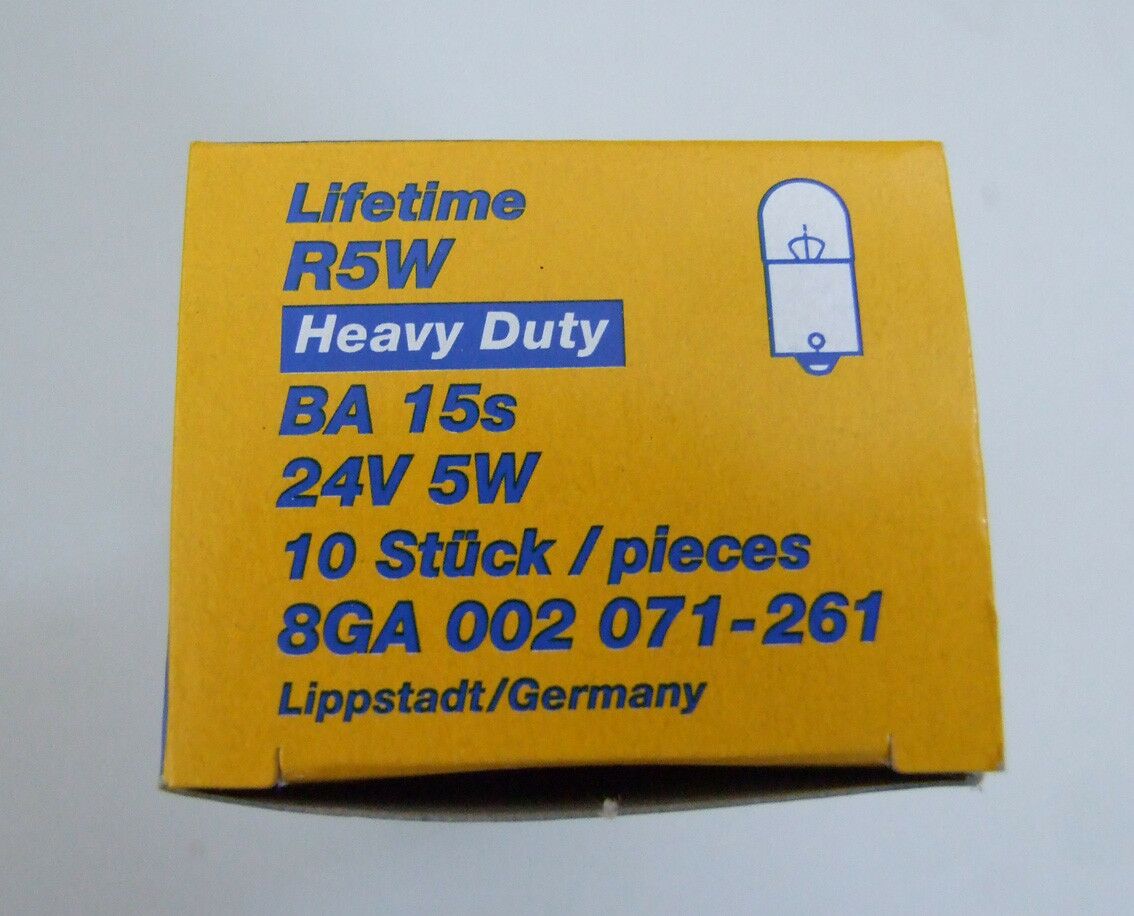 Lifetime
R5W
Heavy Duty
BA 15s
24V 5W
10 Stück / pieces
8GA 002 071-261
Lippstadt/Germany